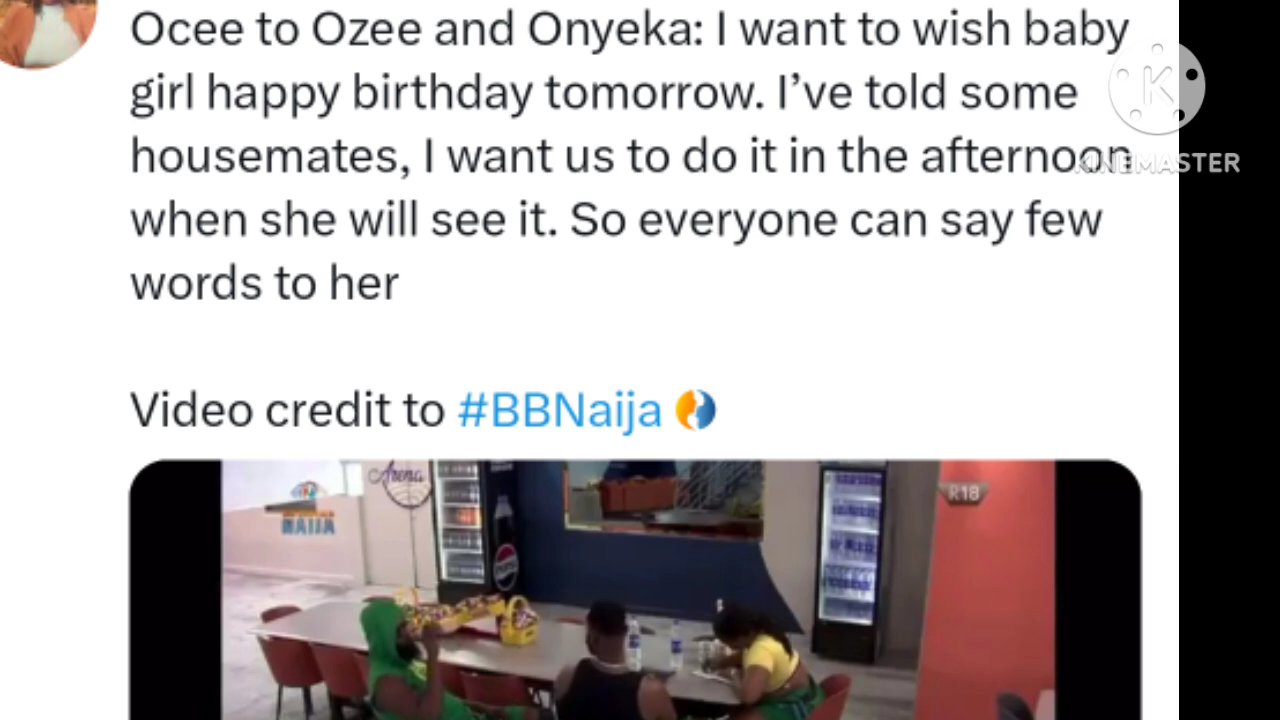 Ocee to Ozee and Onyeka: I want to wish baby
girl happy birthday tomorrow. I’ve told some
housemates, I want us to do it in the afternoon
when she will see it. So everyone can say few
words to her
Video credit to #BBNaija
K
KINEMASTER
Arena
R18
NAIJA
pepsi